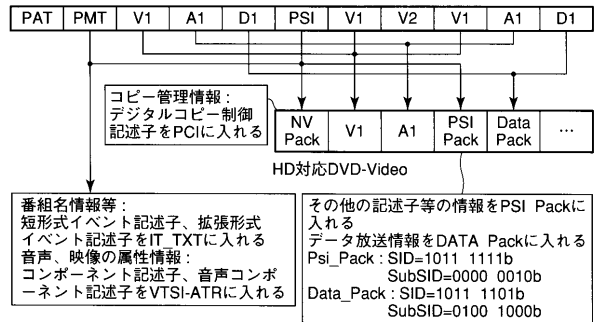 PAT PMT V1 A1 D1 PSI V1 V2 V1 A1 D1
コピー管理情報：
デジタルコピー制御
記述子をPCIに入れる
NV Pack V1 A1 PSI Pack Data Pack …
HD対応DVD-Video
番組名情報等：
短形式イベント記述子、拡張形式
イベント記述子をIT_TXTに入れる
音声、映像の属性情報：
コンポーネント記述子、音声コンポ
ーネント記述子をVTSI-ATRに入れる
その他の記述子等の情報をPSI Packに
入れる
データ放送情報をDATA Packに入れる
Psi_Pack : SID=1011 1111b
SubSID=0000 0010b
Data_Pack : SID=1011 1101b
SubSID=0100 1000b